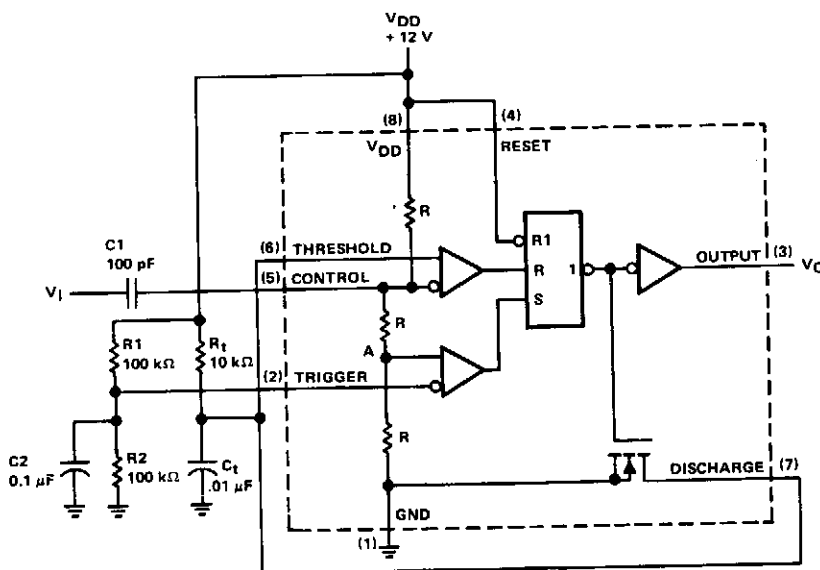 VDD
+ 12 V
(8)
(4)
VDD
RESET
R
C1
100 pF
(6) THRESHOLD
(5) CONTROL
VI
R1
R
S
1
OUTPUT (3)
VO
R
A
R1
100 kΩ
Rt
10 kΩ
(2) TRIGGER
R
C2
0.1 μF
R2
100 kΩ
Ct
.01 μF
DISCHARGE (7)
GND
(1)